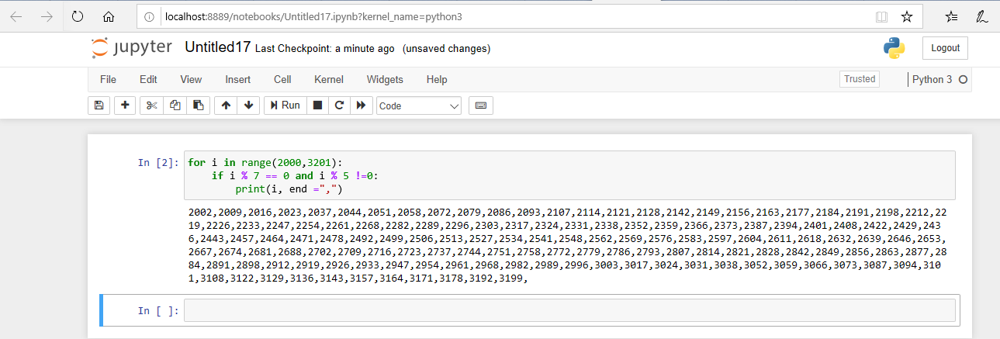 localhost:8889/notebooks/Untitled17.ipynb?kernel_name=python3
jupyter Untitled17 Last Checkpoint: a minute ago (unsaved changes) Logout
File Edit View Insert Cell Kernel Widgets Help Trusted Python 3
Run Code
In [2]: for i in range(2000,3201):
    if i % 7 == 0 and i % 5 !=0:
        print(i, end =",")
2002,2009,2016,2023,2037,2044,2051,2058,2072,2079,2086,2093,2107,2114,2121,2128,2142,2149,2156,2163,2177,2184,2191,2198,2212,22
19,2226,2233,2247,2254,2261,2268,2282,2289,2296,2303,2317,2324,2331,2338,2352,2359,2366,2373,2387,2394,2401,2408,2422,2429,243
6,2443,2457,2464,2471,2478,2492,2499,2506,2513,2527,2534,2541,2548,2562,2569,2576,2583,2597,2604,2611,2618,2632,2639,2646,2653,
2667,2674,2681,2688,2702,2709,2716,2723,2737,2744,2751,2758,2772,2779,2786,2793,2807,2814,2821,2828,2842,2849,2856,2863,2877,28
84,2891,2898,2912,2919,2926,2933,2947,2954,2961,2968,2982,2989,2996,3003,3017,3024,3031,3038,3052,3059,3066,3073,3087,3094,310
1,3108,3122,3129,3136,3143,3157,3164,3171,3178,3192,3199,
In [ ]: